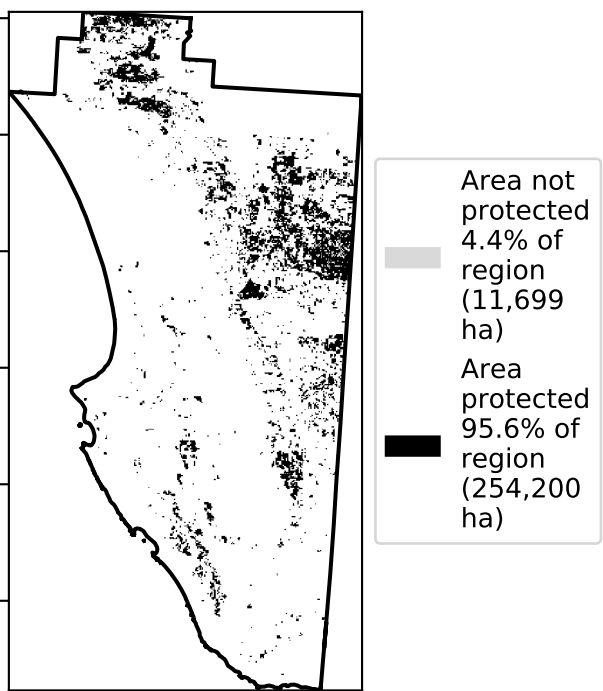 Area not
protected
4.4% of
region
(11,699
ha)
Area
protected
95.6% of
region
(254,200
ha)